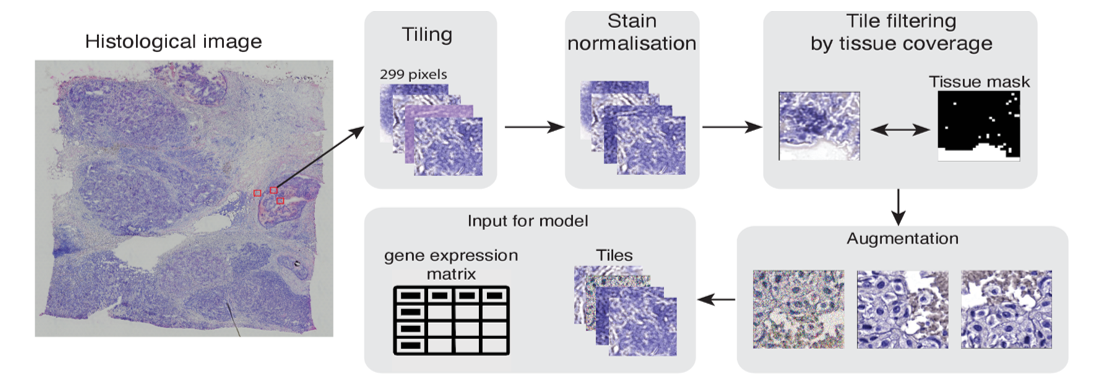 Histological image
Tiling
299 pixels
Stain
normalisation
Tile filtering
by tissue coverage
Tissue mask
Augmentation
Input for model
gene expression
matrix
Tiles